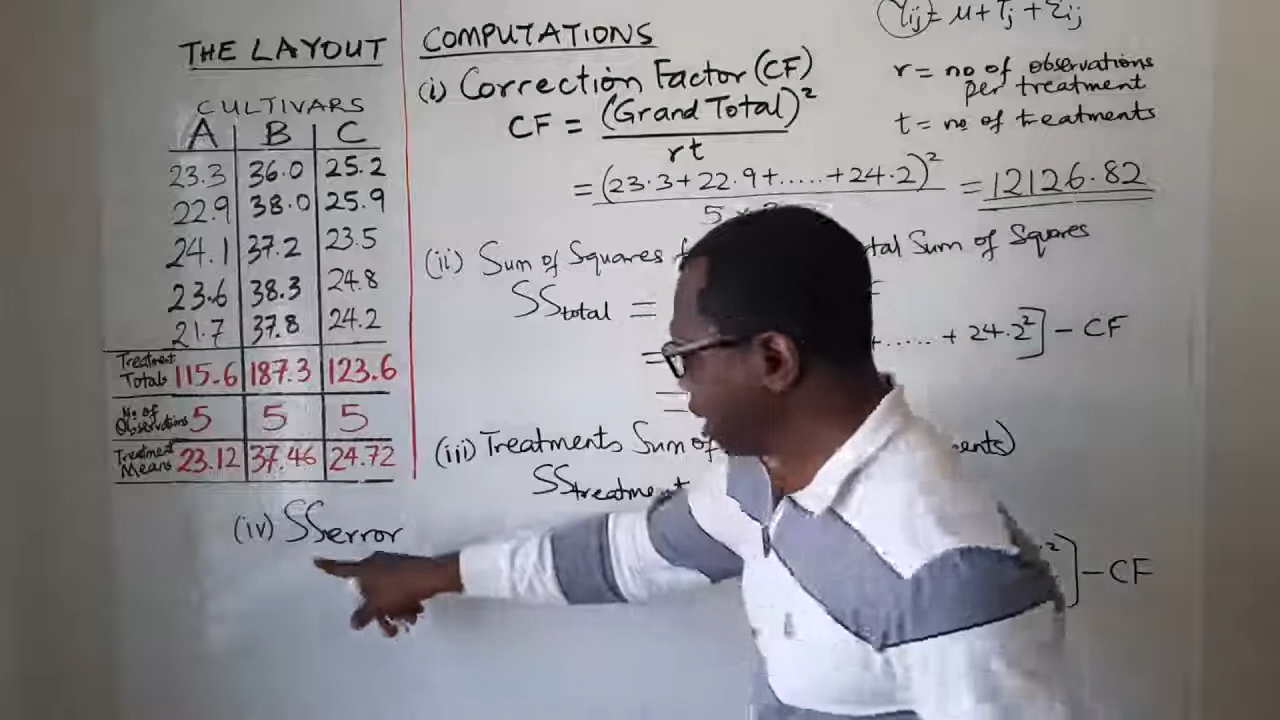 THE LAYOUT
CULTIVARS
A B C
23.3 36.0 25.2
22.9 38.0 25.9
24.1 37.2 23.5
23.6 38.3 24.8
21.7 37.8 24.2
Treatment Totals 115.6 187.3 123.6
No of Observations 5 5 5
Treatment Means 23.12 37.46 24.72
(iv) SSerror
COMPUTATIONS
(i) Correction Factor (CF)
CF = (Grand Total)²
rt
= (23.3+22.9+.....+24.2)² = 12126.82
5 ×
(ii) Sum of Squares
Sum of Squares
SStotal =
= ...... + 24.2²] - CF
=
(iii) Treatments Sum of
SStreatment
²] - CF
Yij = μ + Tj + Σij
r = no of observations
per treatment
t = no of treatments